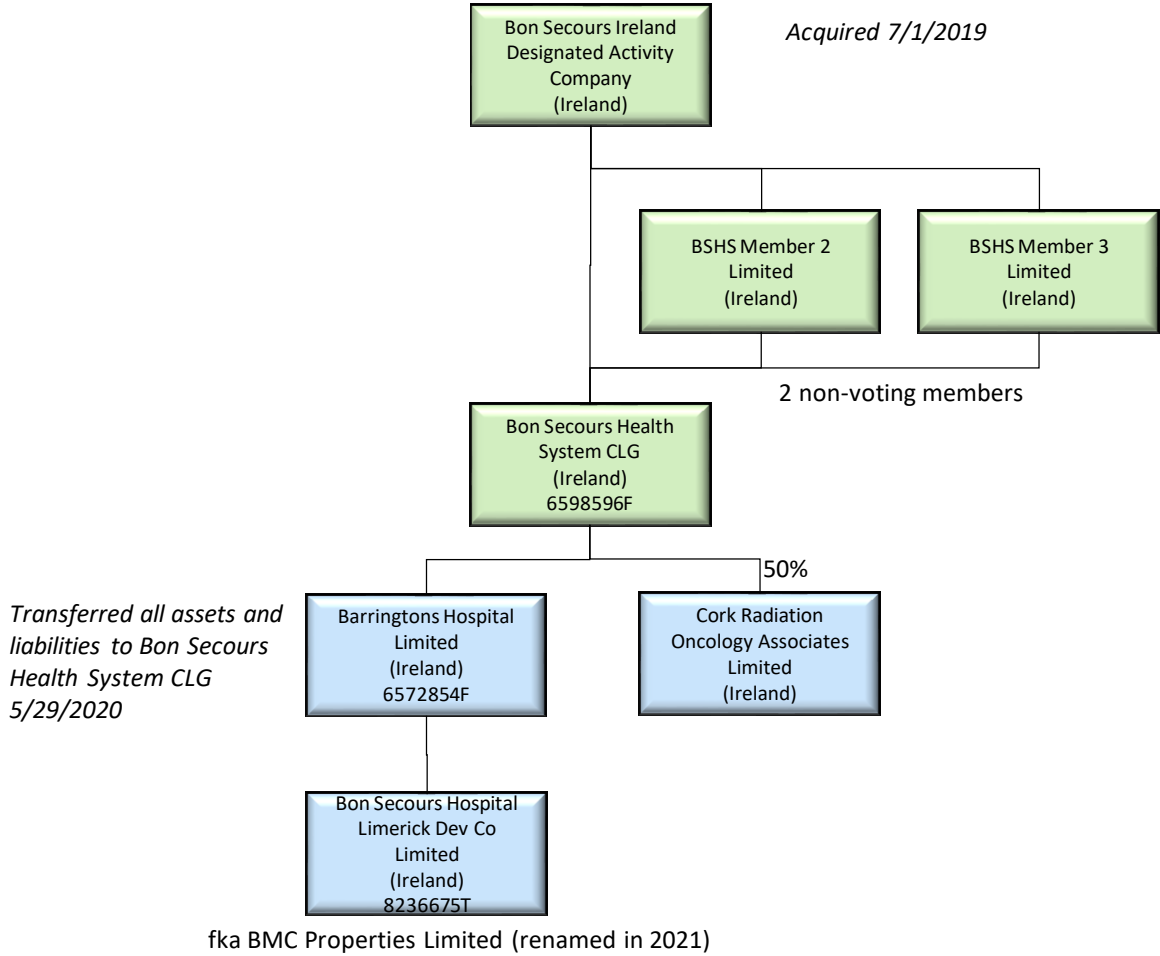 Bon Secours Ireland
Designated Activity
Company
(Ireland)
Acquired 7/1/2019
BSHS Member 2
Limited
(Ireland)
BSHS Member 3
Limited
(Ireland)
2 non-voting members
Bon Secours Health
System CLG
(Ireland)
6598596F
50%
Transferred all assets and
liabilities to Bon Secours
Health System CLG
5/29/2020
Barringtons Hospital
Limited
(Ireland)
6572854F
Cork Radiation
Oncology Associates
Limited
(Ireland)
Bon Secours Hospital
Limerick Dev Co
Limited
(Ireland)
8236675T
fka BMC Properties Limited (renamed in 2021)